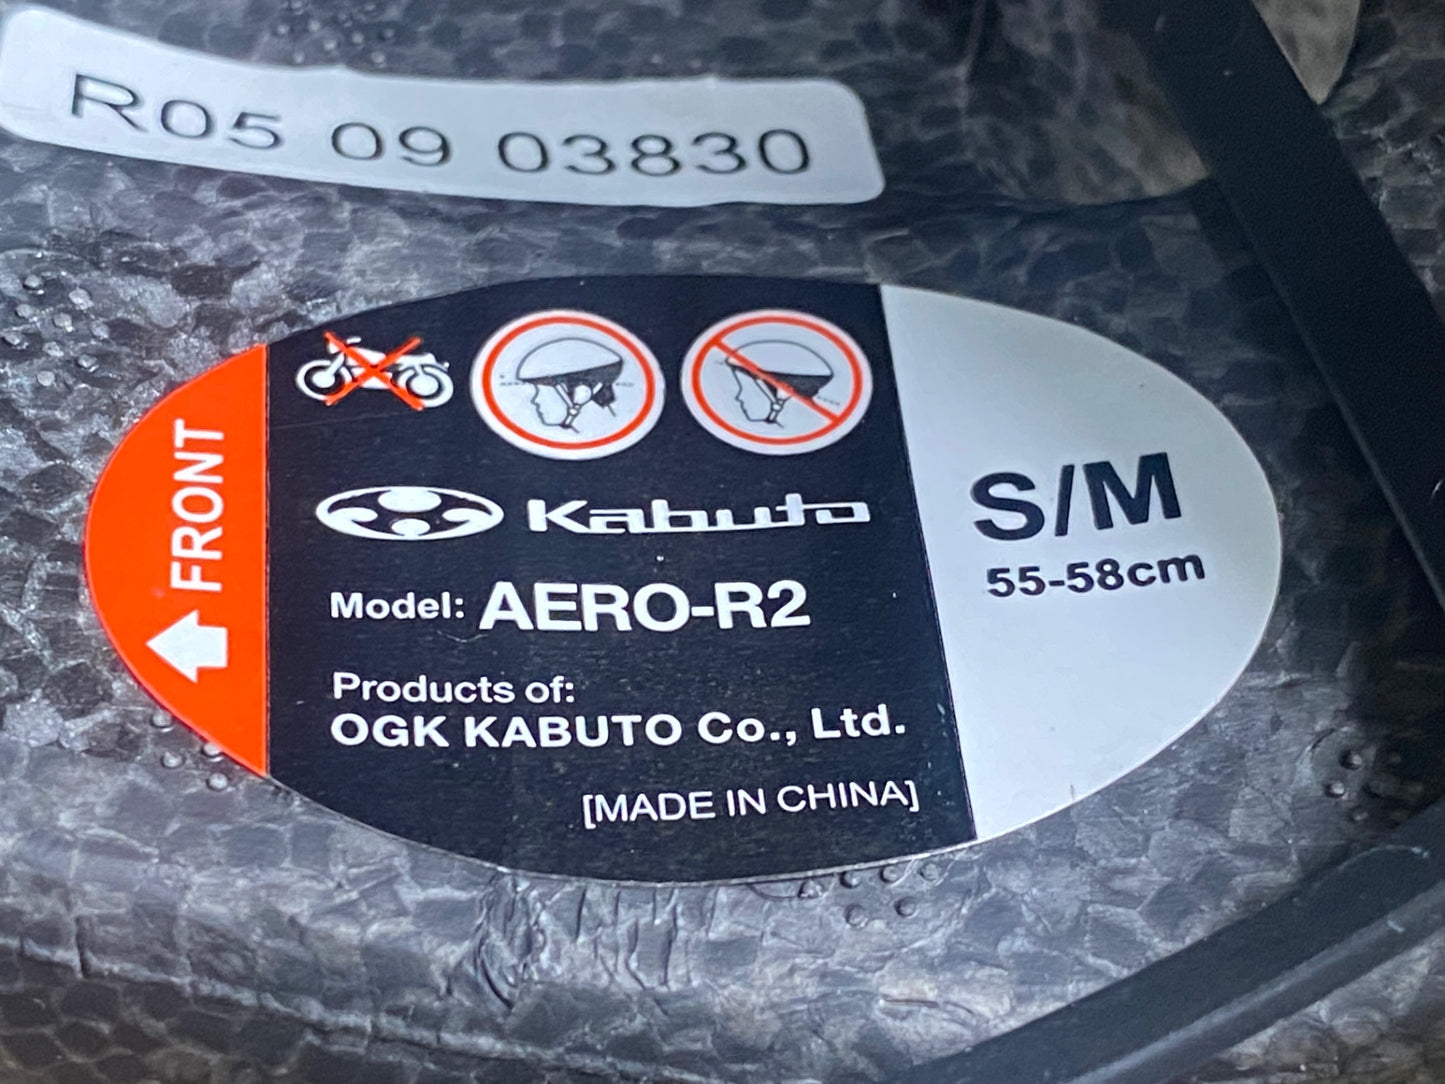 R05 09 03830
FRONT
Kabuto
Model: AERO-R2
Products of:
OGK KABUTO Co., Ltd.
[MADE IN CHINA]
S/M
55-58cm